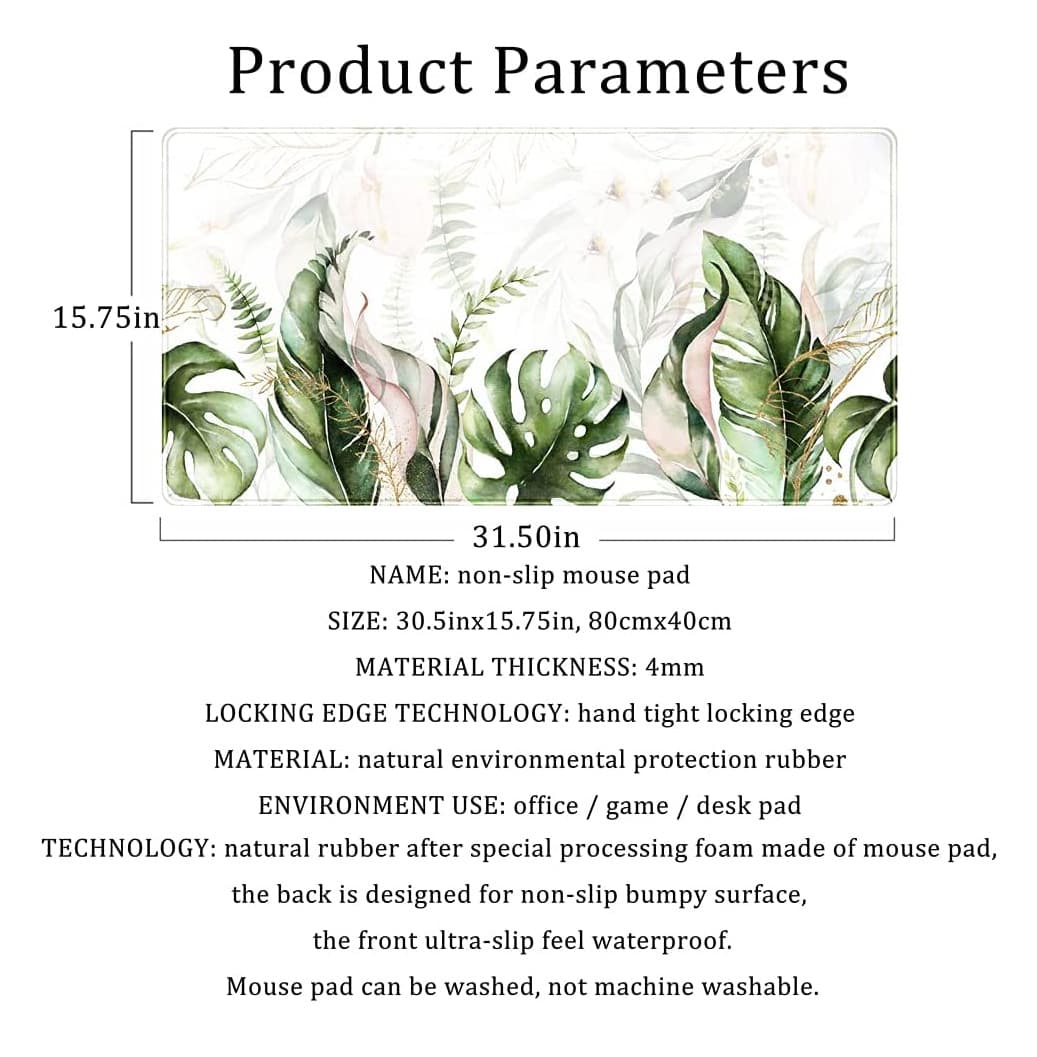 Product Parameters
15.75in
31.50in
NAME: non-slip mouse pad
SIZE: 30.5inx15.75in, 80cmx40cm
MATERIAL THICKNESS: 4mm
LOCKING EDGE TECHNOLOGY: hand tight locking edge
MATERIAL: natural environmental protection rubber
ENVIRONMENT USE: office / game / desk pad
TECHNOLOGY: natural rubber after special processing foam made of mouse pad,
the back is designed for non-slip bumpy surface,
the front ultra-slip feel waterproof.
Mouse pad can be washed, not machine washable.